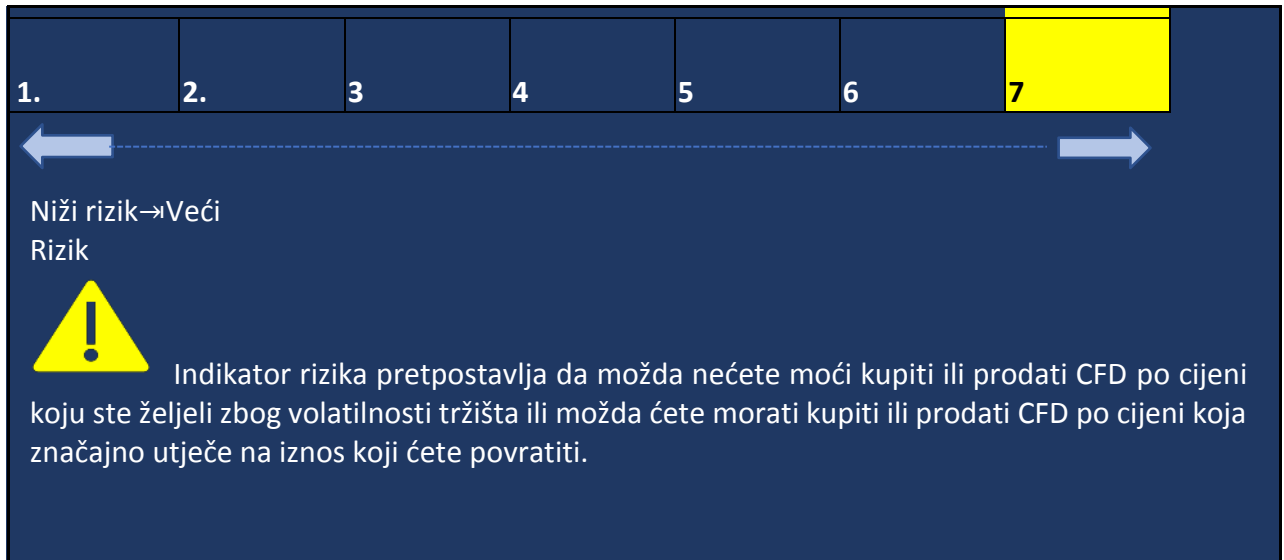 1. 2. 3 4 5 6 7
Niži rizik⇥Veći
Rizik
Indikator rizika pretpostavlja da možda nećete moći kupiti ili prodati CFD po cijeni
koju ste željeli zbog volatilnosti tržišta ili možda ćete morati kupiti ili prodati CFD po cijeni koja
značajno utječe na iznos koji ćete povratiti.